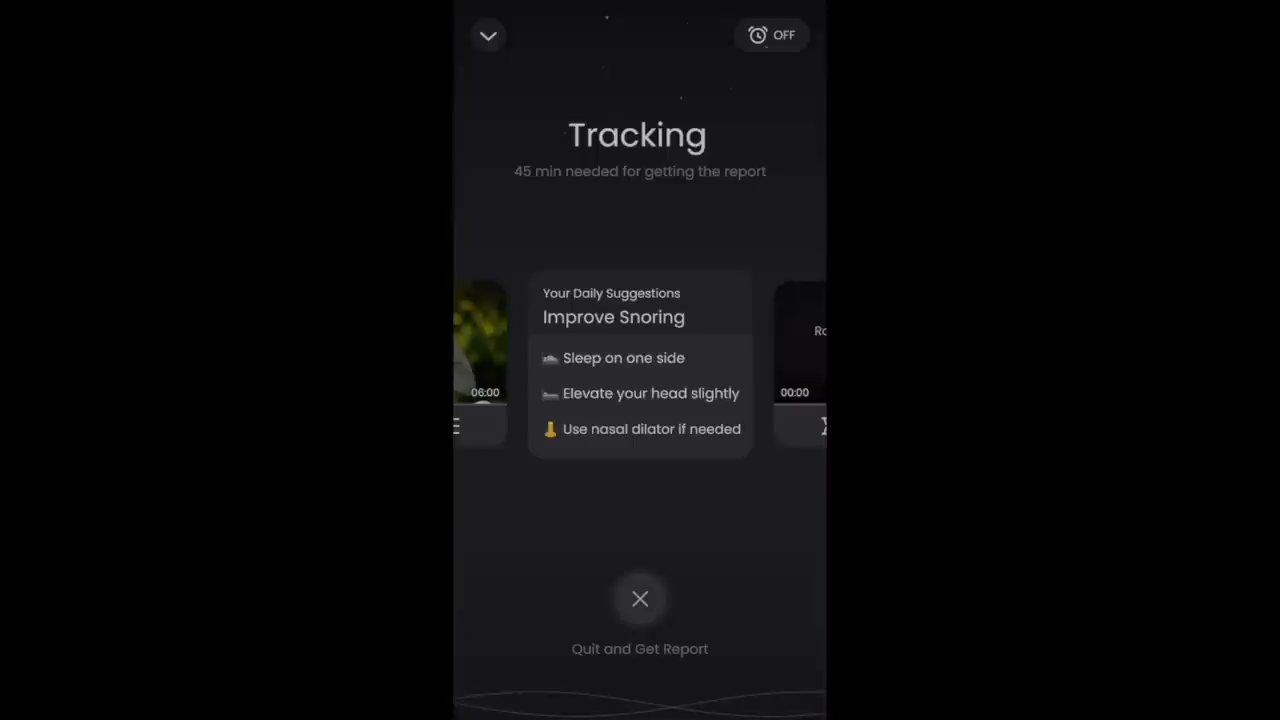 OFF
Tracking
45 min needed for getting the report
Your Daily Suggestions
Improve Snoring
Sleep on one side
Elevate your head slightly
Use nasal dilator if needed
06:00
00:00
Quit and Get Report